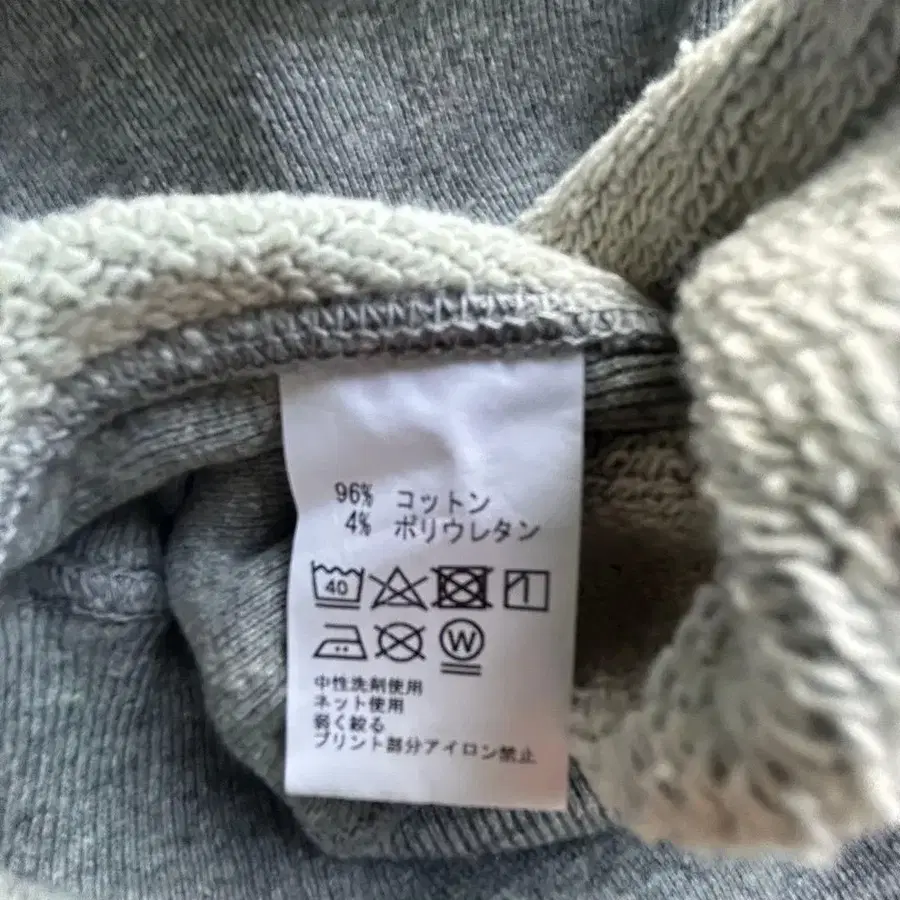 96% コットン
4% ポリウレタン
40
W
中性洗剤使用
ネット使用
弱く絞る
プリント部分アイロン禁止